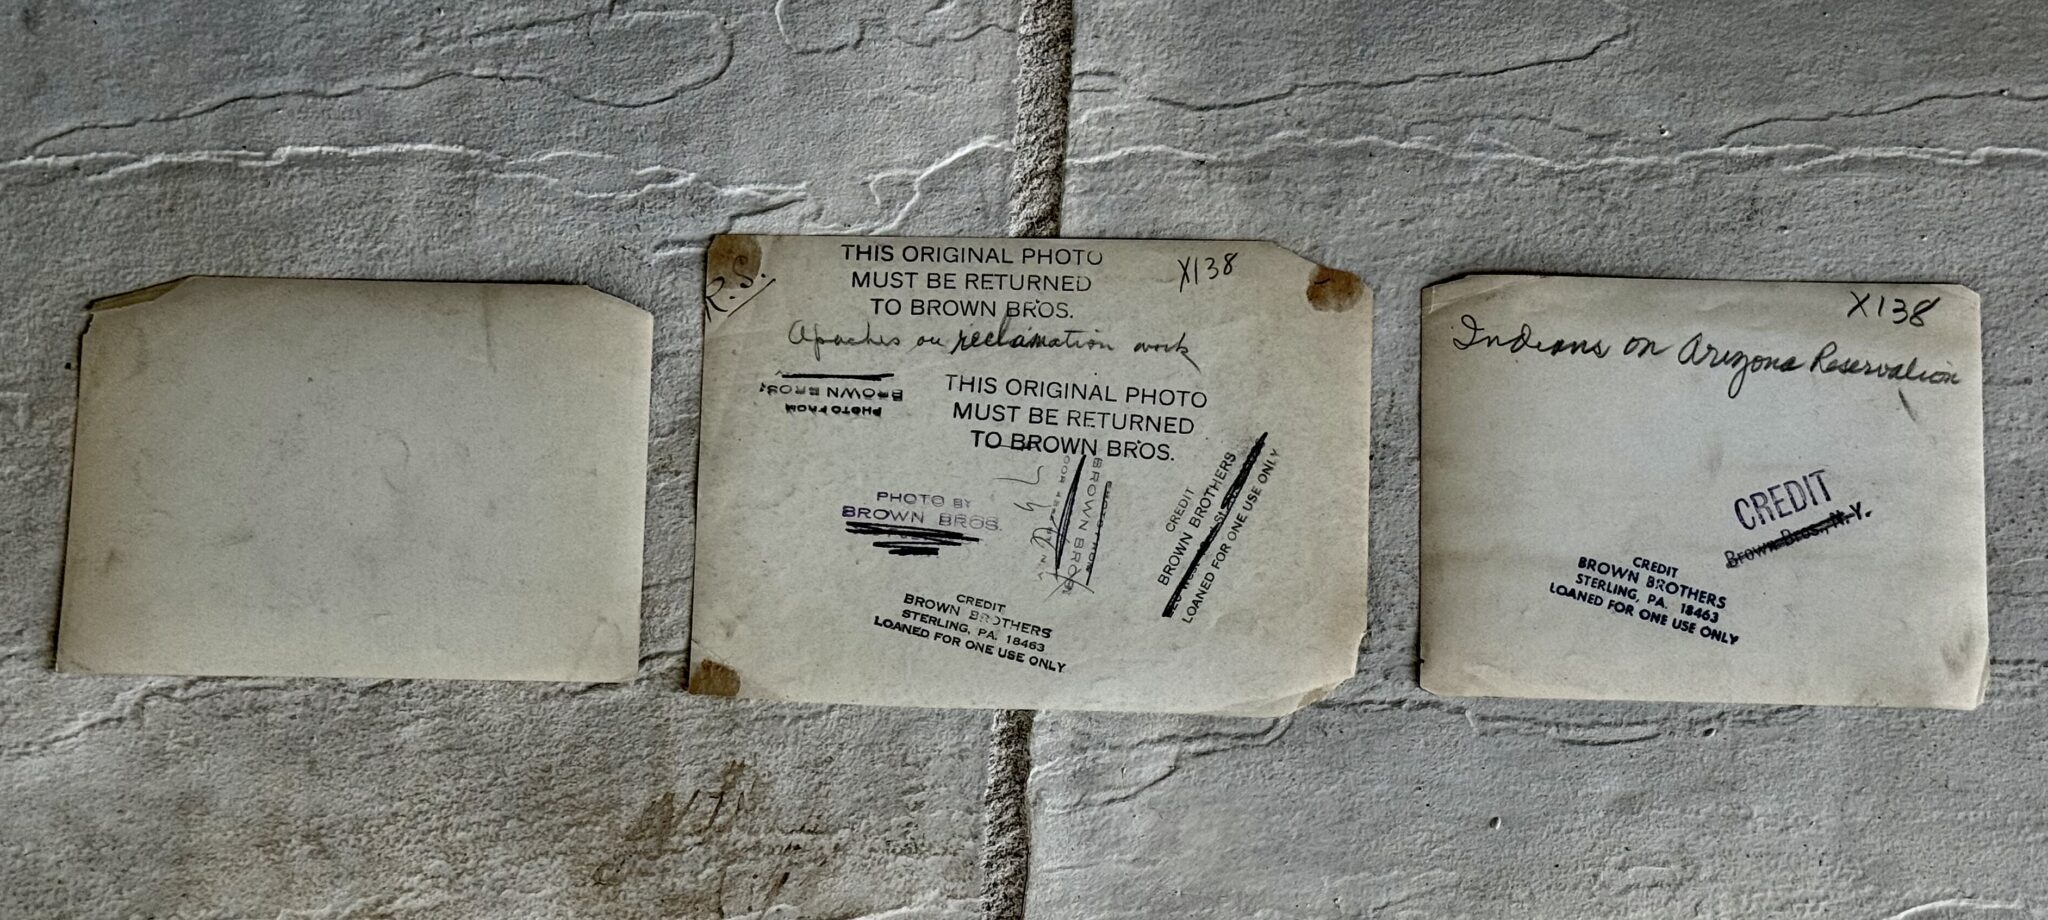 R.S.
THIS ORIGINAL PHOTO
MUST BE RETURNED
TO BROWN BROS.
X138
Apaches on reclamation work
PHOTO FROM
BROWN BROS.
THIS ORIGINAL PHOTO
MUST BE RETURNED
TO BROWN BROS.
PHOTO BY
BROWN BROS.
PHOTO FROM
BROWN BROS
CREDIT
BROWN BROTHERS
LOANED FOR ONE USE ONLY
CREDIT
BROWN BROTHERS
STERLING, PA. 18463
LOANED FOR ONE USE ONLY
X138
Indians on Arizona Reservation
CREDIT
Brown Bros., N.Y.
CREDIT
BROWN BROTHERS
STERLING, PA. 18463
LOANED FOR ONE USE ONLY